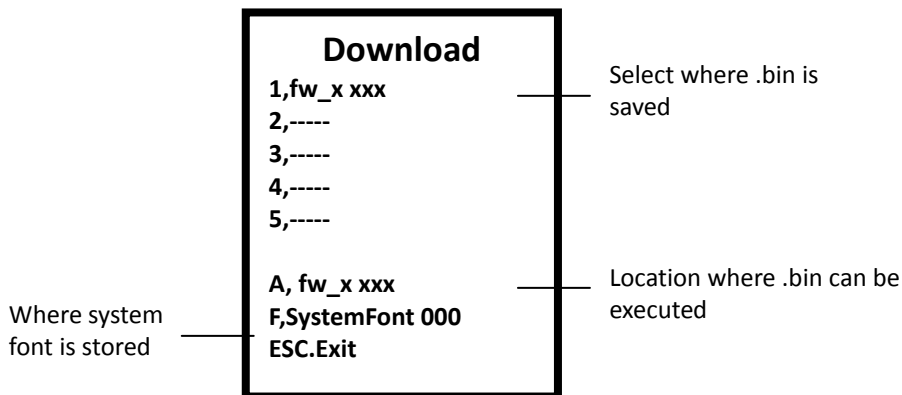 Download
1,fw_x xxx
2,-----
3,-----
4,-----
5,-----
A, fw_x xxx
F,SystemFont 000
ESC.Exit
Select where .bin is
saved
Location where .bin can be
executed
Where system
font is stored